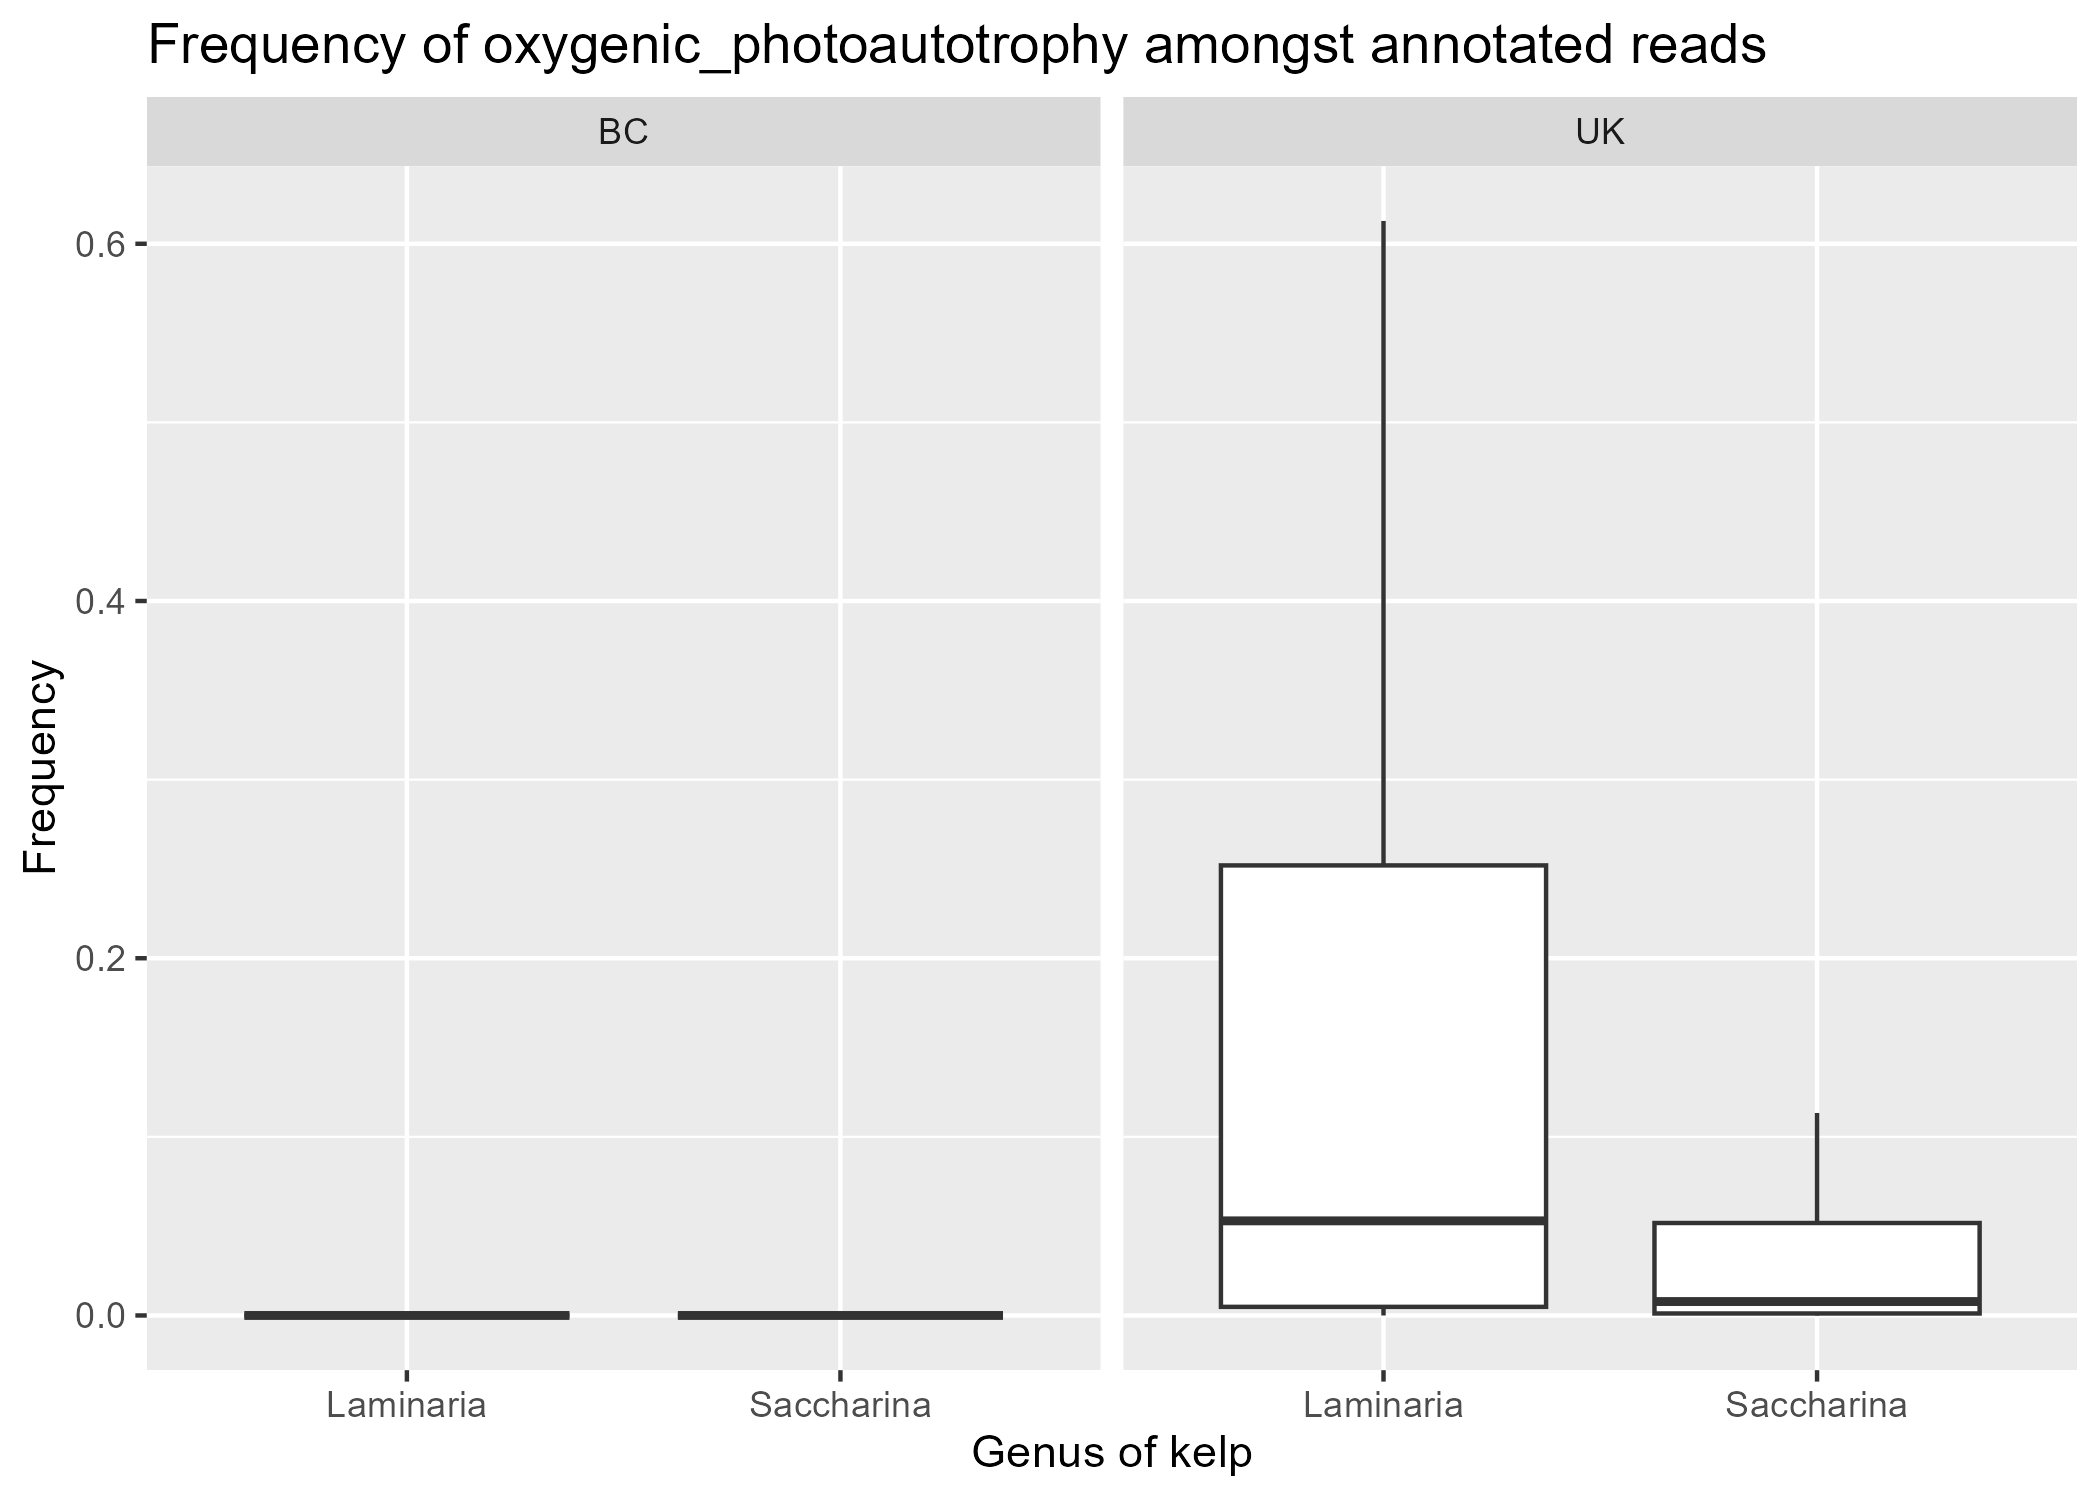 Frequency of oxygenic_photoautotrophy amongst annotated reads
BC
UK
0.6
0.4
0.2
0.0
Frequency
Laminaria
Saccharina
Laminaria
Saccharina
Genus of kelp